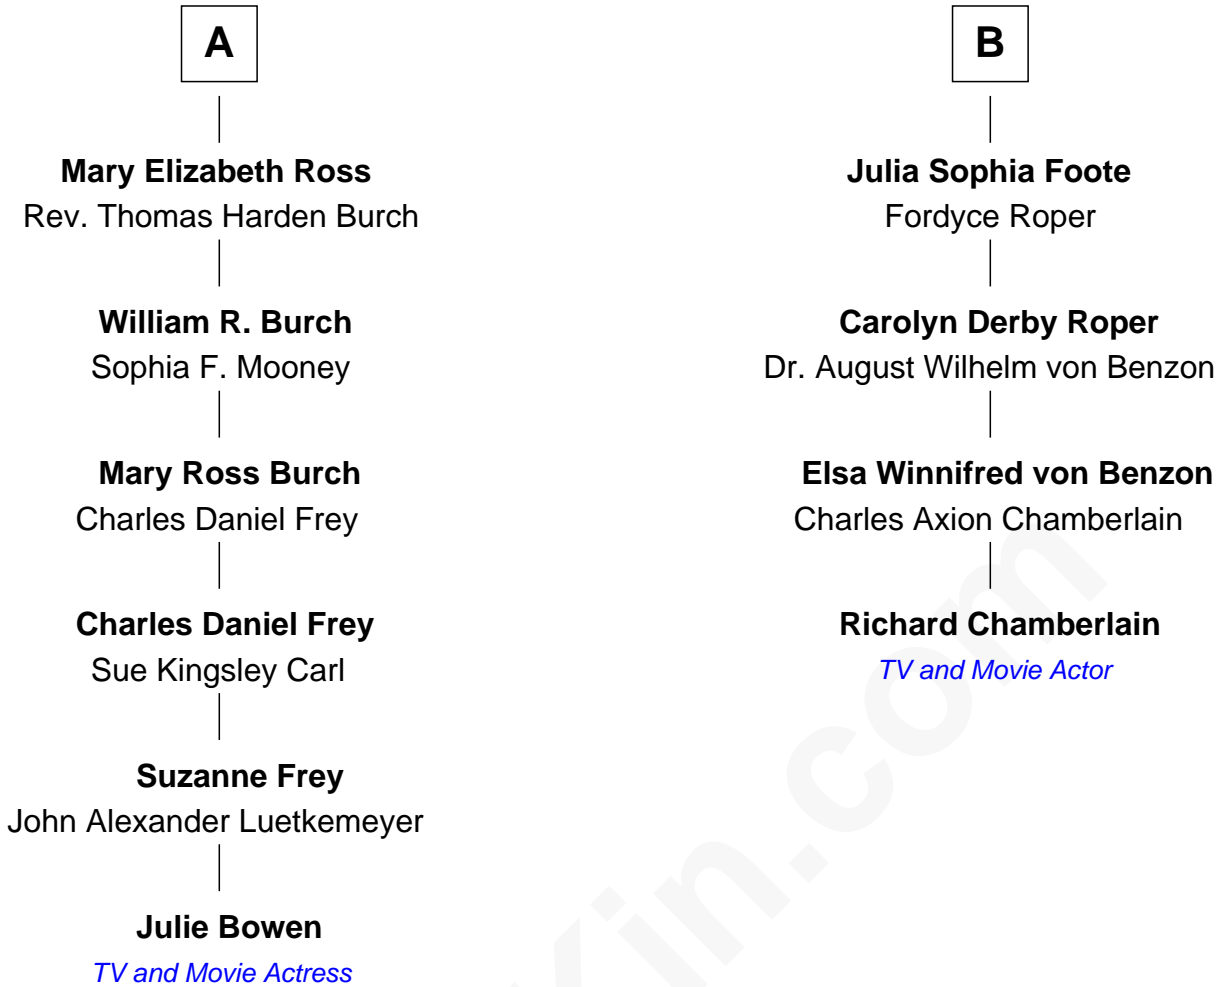 A
Mary Elizabeth Ross
Rev. Thomas Harden Burch
William R. Burch
Sophia F. Mooney
Mary Ross Burch
Charles Daniel Frey
Charles Daniel Frey
Sue Kingsley Carl
Suzanne Frey
John Alexander Luetkemeyer
Julie Bowen
TV and Movie Actress
B
Julia Sophia Foote
Fordyce Roper
Carolyn Derby Roper
Dr. August Wilhelm von Benzon
Elsa Winnifred von Benzon
Charles Axion Chamberlain
Richard Chamberlain
TV and Movie Actor
Kin.com